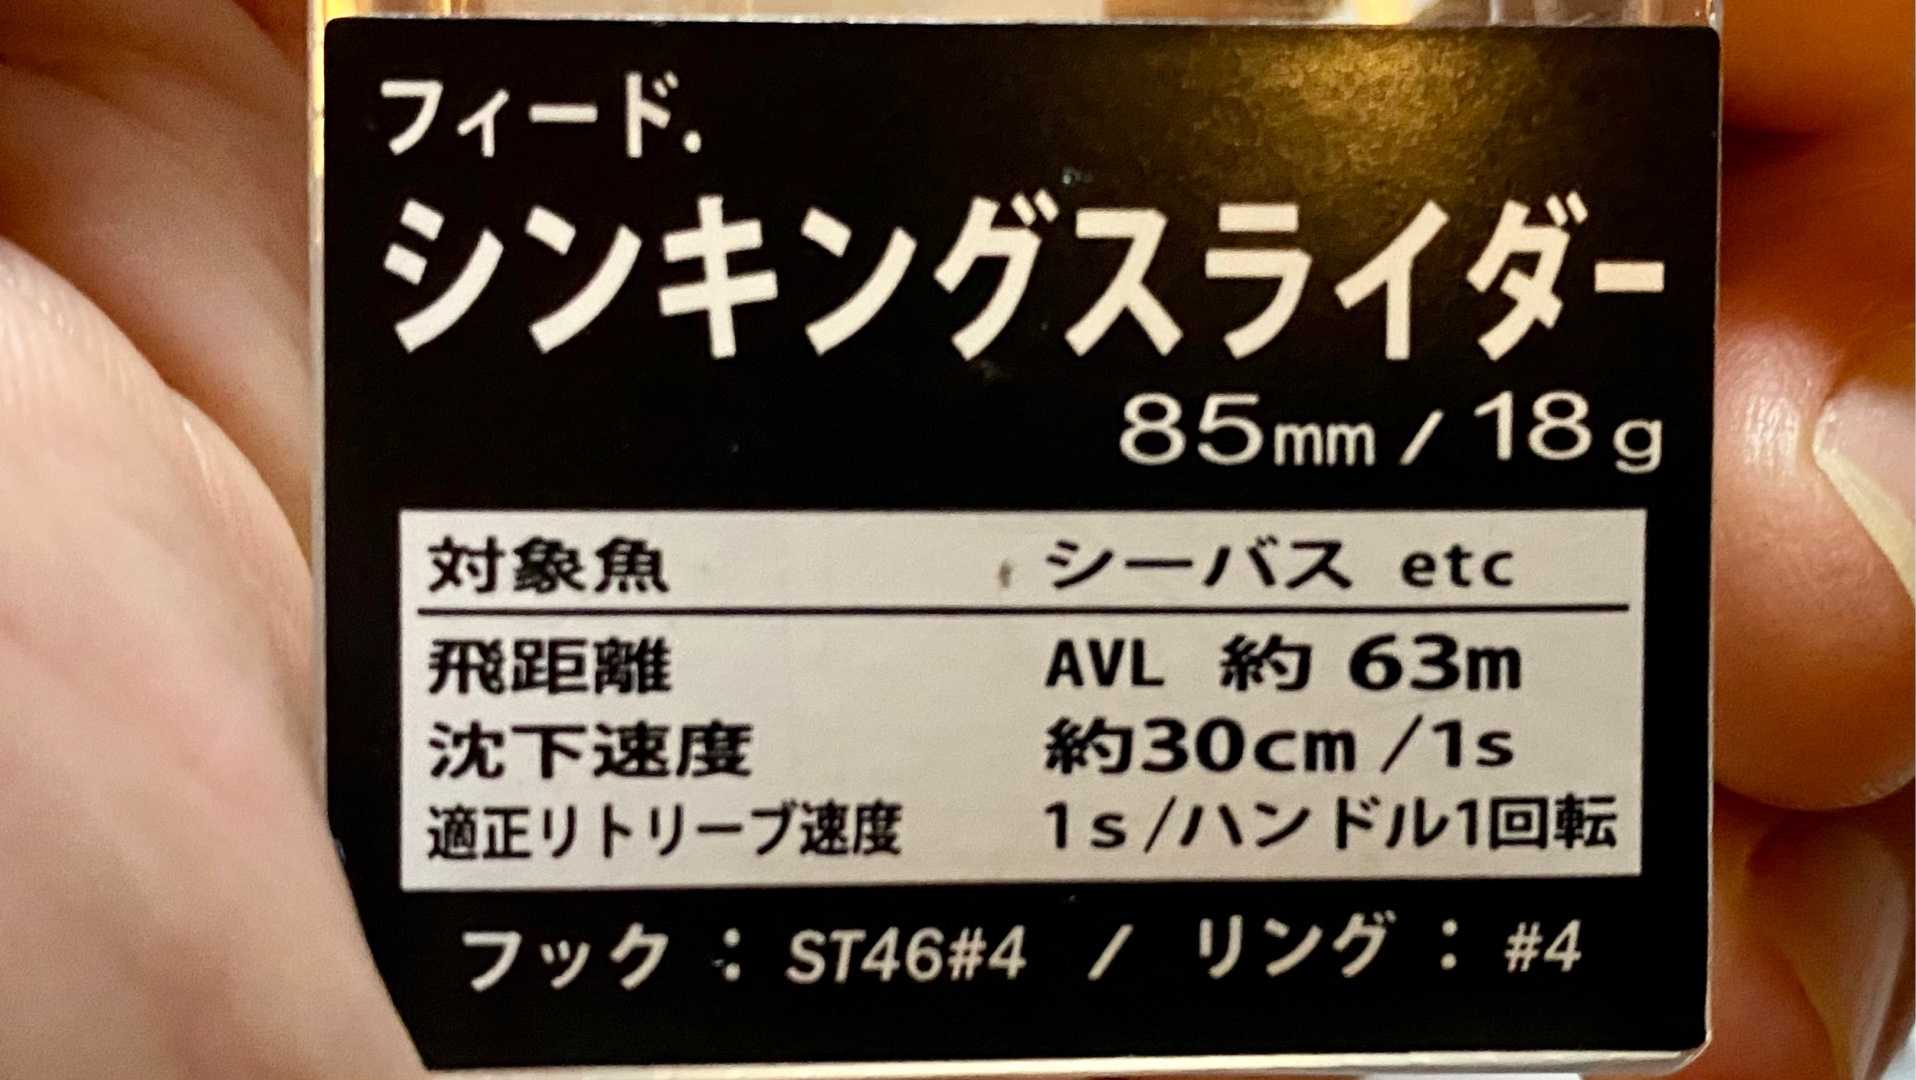 フィード.
シンキングスライダー
85mm / 18g
対象魚 シーバス etc
飛距離 AVL 約 63m
沈下速度 約30cm /1s
適正リトリーブ速度 1s/ハンドル1回転
フック : ST46#4 / リング : #4